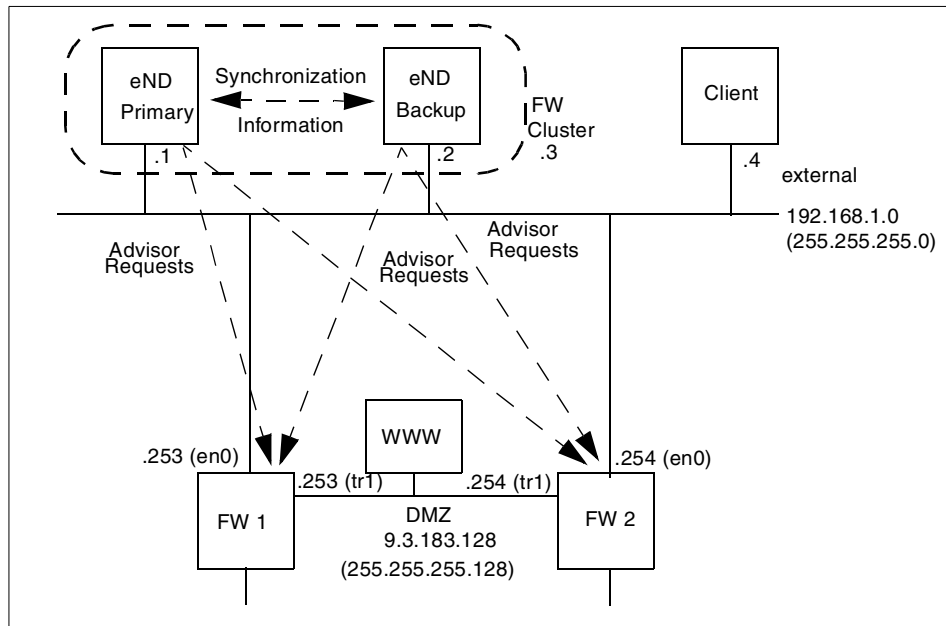 eND
Primary
Synchronization
Information
eND
Backup
FW
Cluster
.3
Client
.1
.2
.4
external
192.168.1.0
(255.255.255.0)
Advisor
Requests
Advisor
Requests
Advisor
Requests
WWW
.253 (en0)
.253 (tr1)
.254 (tr1)
.254 (en0)
FW 1
DMZ
9.3.183.128
(255.255.255.128)
FW 2